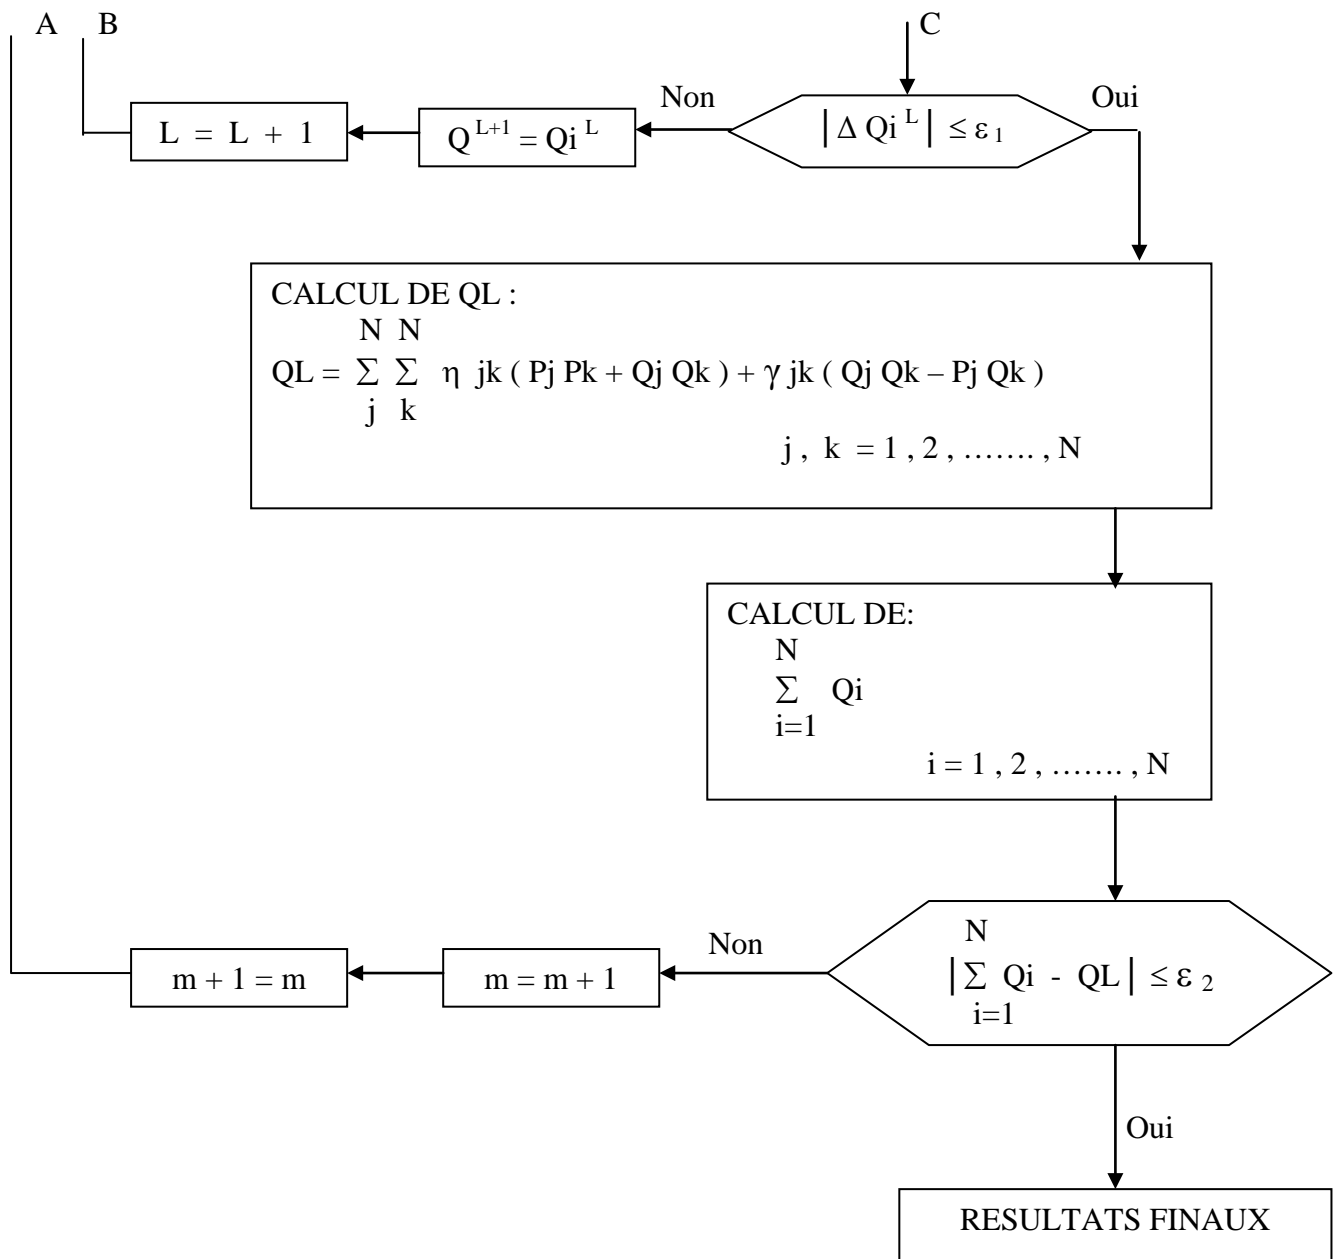 A B C
Non Oui
L = L + 1
Q^{L+1} = Qi^L
| Δ Qi^L | ≤ ε₁
CALCUL DE QL :
N N
QL = Σ Σ η jk ( Pj Pk + Qj Qk ) + γ jk ( Qj Qk – Pj Qk )
j k
j , k = 1 , 2 , ……. , N
CALCUL DE:
N
Σ Qi
i=1
i = 1 , 2 , ……. , N
Non
m + 1 = m
m = m + 1
N
| Σ Qi - QL | ≤ ε ₂
i=1
Oui
RESULTATS FINAUX